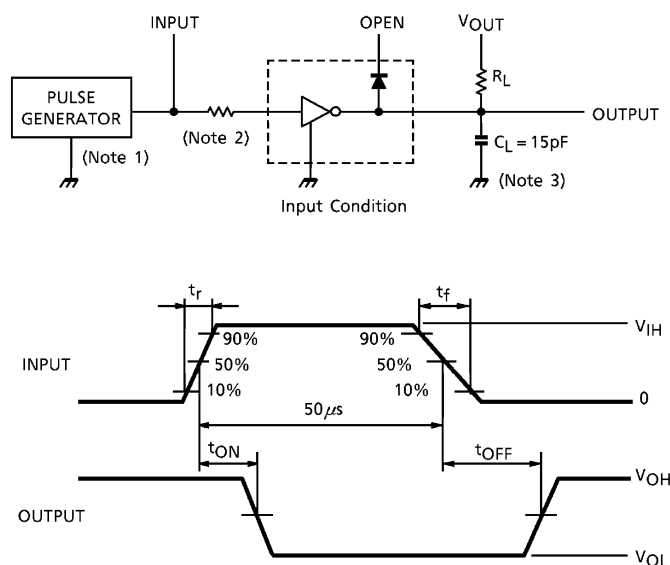 INPUT
OPEN
VOUT
PULSE
GENERATOR
(Note 1)
(Note 2)
RL
OUTPUT
CL = 15pF
(Note 3)
Input Condition
tr
tf
VIH
90%
90%
INPUT
50%
50%
10%
10%
0
50μs
tON
tOFF
VOH
OUTPUT
VOL